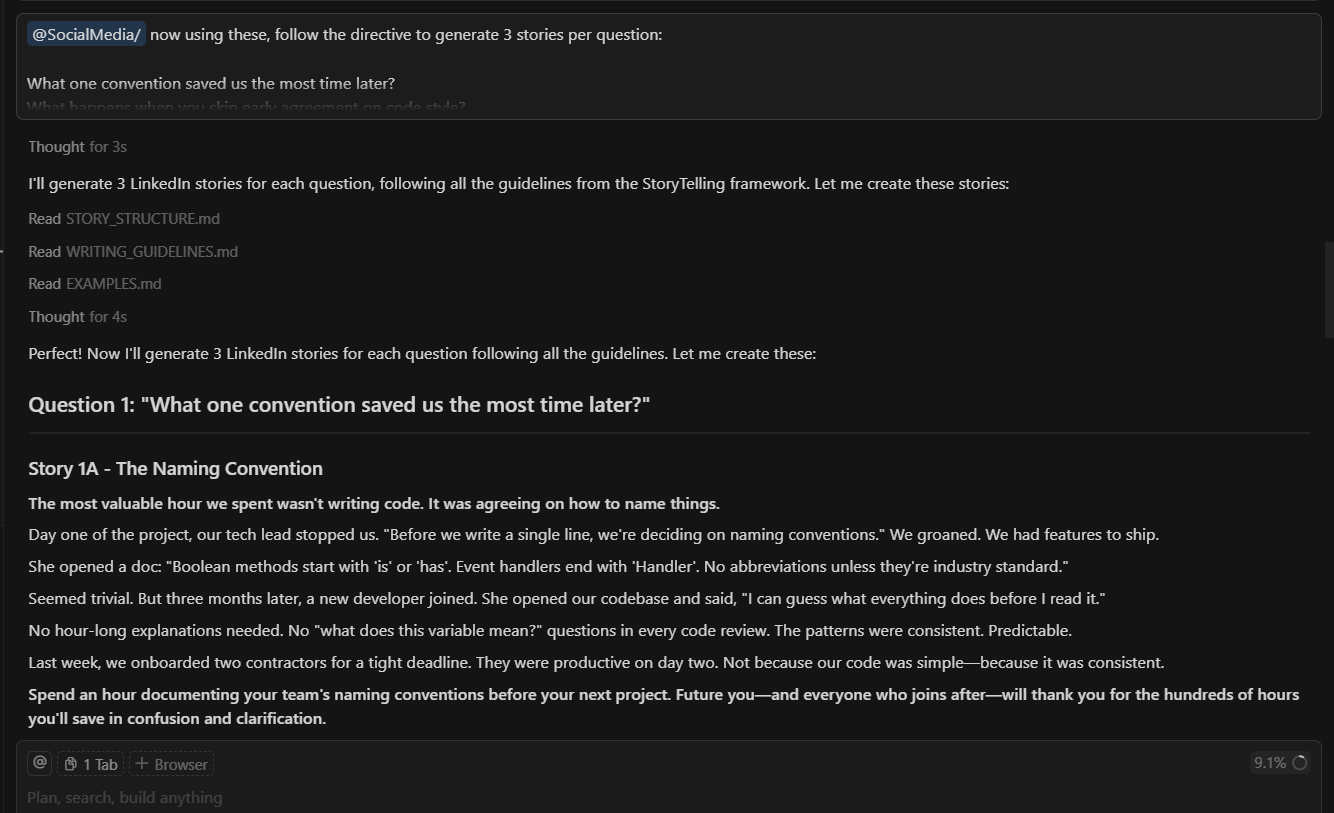 @SocialMedia/ now using these, follow the directive to generate 3 stories per question:
What one convention saved us the most time later?
What happens when you skip early agreement on code style?
Thought for 3s
I'll generate 3 LinkedIn stories for each question, following all the guidelines from the StoryTelling framework. Let me create these stories:
Read STORY_STRUCTURE.md
Read WRITING_GUIDELINES.md
Read EXAMPLES.md
Thought for 4s
Perfect! Now I'll generate 3 LinkedIn stories for each question following all the guidelines. Let me create these:
Question 1: "What one convention saved us the most time later?"
Story 1A - The Naming Convention
The most valuable hour we spent wasn't writing code. It was agreeing on how to name things.
Day one of the project, our tech lead stopped us. "Before we write a single line, we're deciding on naming conventions." We groaned. We had features to ship.
She opened a doc: "Boolean methods start with 'is' or 'has'. Event handlers end with 'Handler'. No abbreviations unless they're industry standard."
Seemed trivial. But three months later, a new developer joined. She opened our codebase and said, "I can guess what everything does before I read it."
No hour-long explanations needed. No "what does this variable mean?" questions in every code review. The patterns were consistent. Predictable.
Last week, we onboarded two contractors for a tight deadline. They were productive on day two. Not because our code was simple—because it was consistent.
Spend an hour documenting your team's naming conventions before your next project. Future you—and everyone who joins after—will thank you for the hundreds of hours
you'll save in confusion and clarification.
@ 1 Tab + Browser 9.1%
Plan, search, build anything